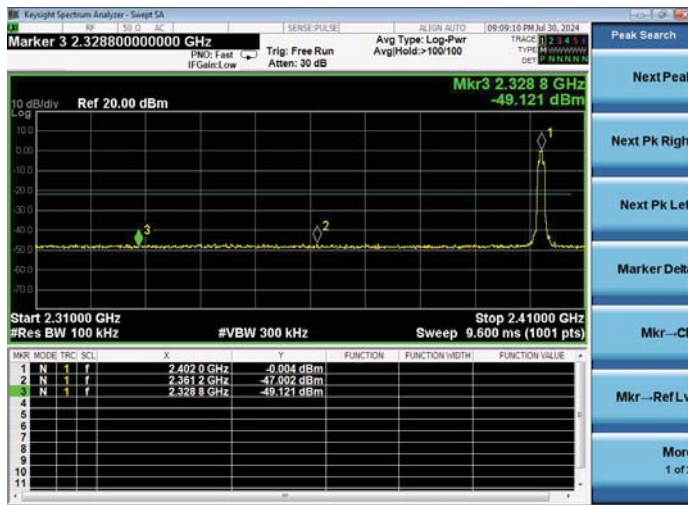 Keysight Spectrum Analyzer - Swept SA
RF 50 Ω AC SENSE:PULSE ALIGN AUTO 09:09:10 PM Jul 30, 2024
Marker 3 2.328800000000 GHz
PNO: Fast
IFGain:Low
Trig: Free Run
Atten: 30 dB
Avg Type: Log-Pwr
Avg|Hold:>100/100
TRACE 1 2 3 4 5 6
TYPE M WWWWW
DET P N N N N N
Mkr3 2.328 8 GHz
-49.121 dBm
10 dB/div Ref 20.00 dBm
Log
10.0
0.00
-10.0
-20.0
-30.0
-40.0
-50.0
-60.0
-70.0
1
2
3
Start 2.31000 GHz Stop 2.41000 GHz
#Res BW 100 kHz #VBW 300 kHz Sweep 9.600 ms (1001 pts)
MKR MODE TRC SCL X Y FUNCTION FUNCTION WIDTH FUNCTION VALUE
1 N 1 f 2.402 0 GHz -0.004 dBm
2 N 1 f 2.361 2 GHz -47.002 dBm
3 N 1 f 2.328 8 GHz -49.121 dBm
4
5
6
7
8
9
10
11
Peak Search
Next Peak
Next Pk Righ
Next Pk Lef
Marker Delt
Mkr→C
Mkr→Ref Lv
More
1 of